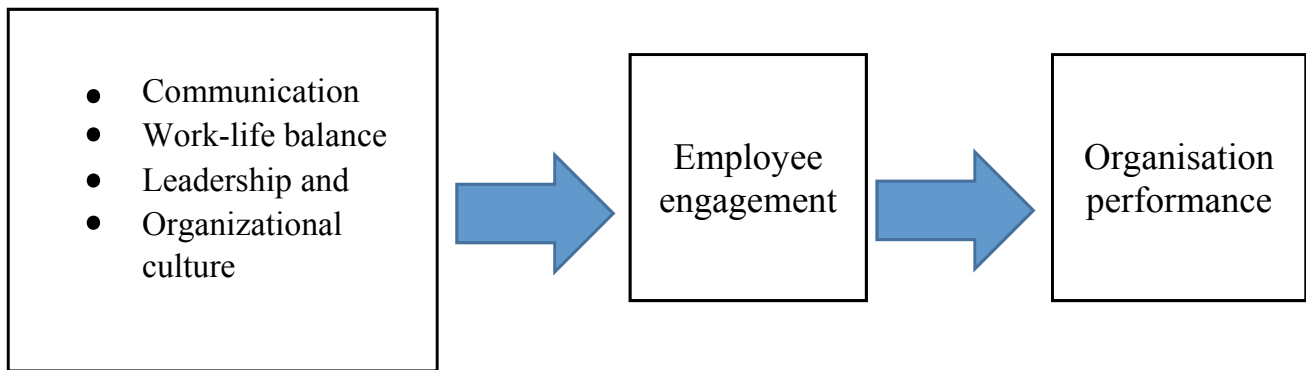 ● Communication
● Work-life balance
● Leadership and
● Organizational
culture
Employee
engagement
Organisation
performance